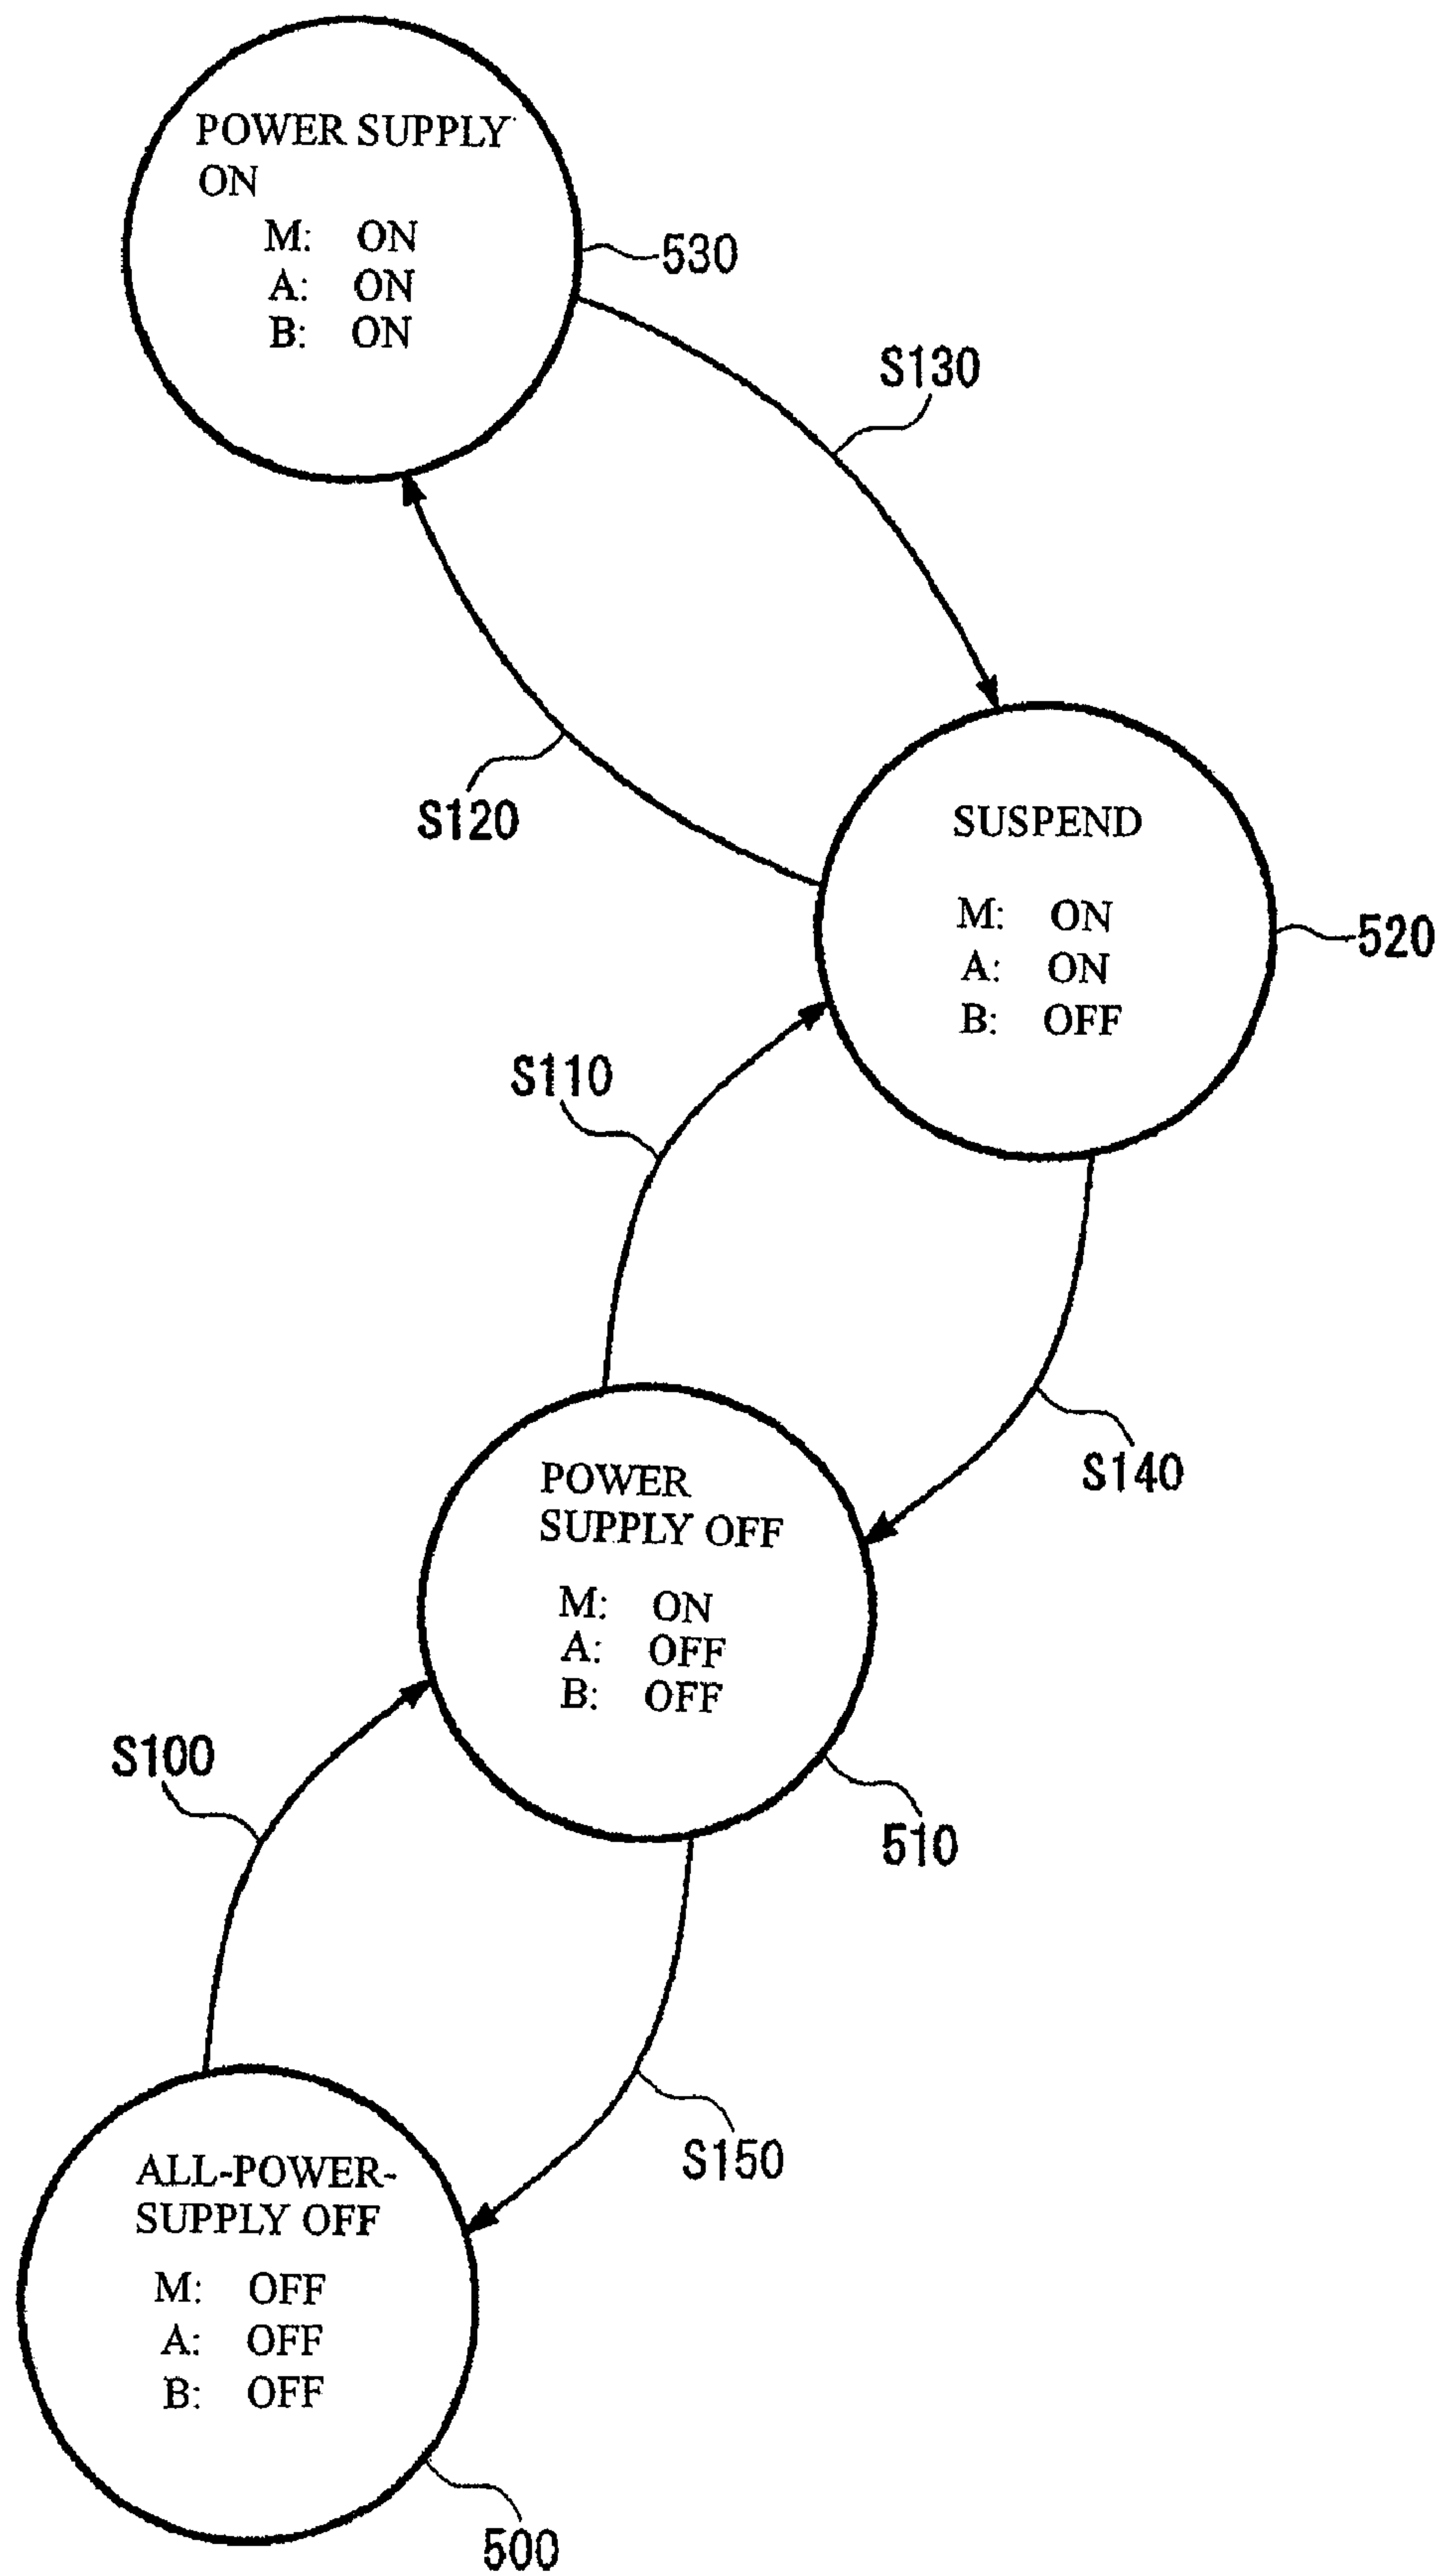 POWER SUPPLY
ON
M: ON
A: ON
B: ON
530
S130
S120
SUSPEND
M: ON
A: ON
B: OFF
520
S110
S140
POWER
SUPPLY OFF
M: ON
A: OFF
B: OFF
510
S100
S150
ALL-POWER-
SUPPLY OFF
M: OFF
A: OFF
B: OFF
500